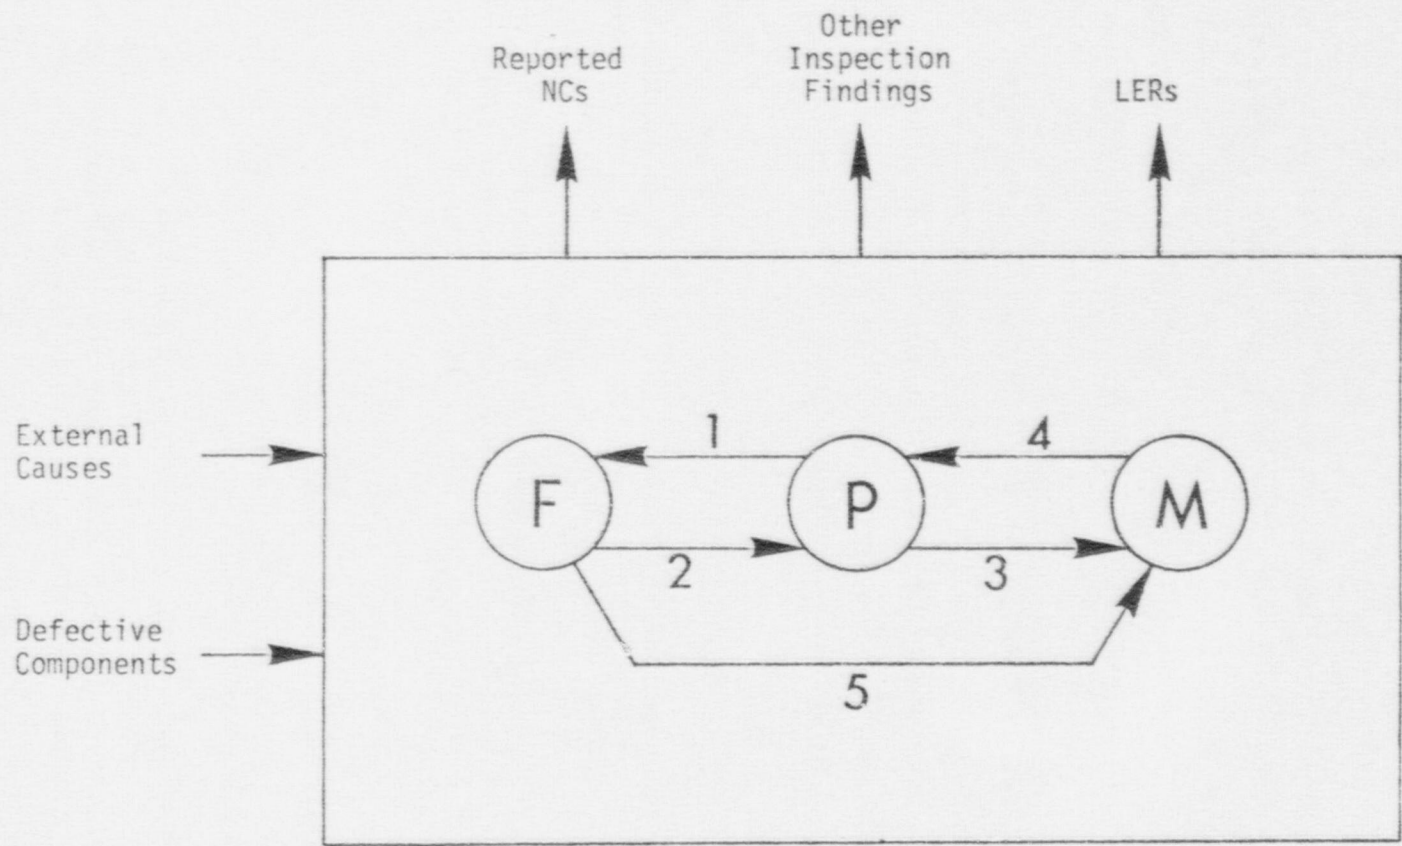 Reported
NCs
Other
Inspection
Findings
LERs
External
Causes
Defective
Components
1
4
F
P
M
2
3
5